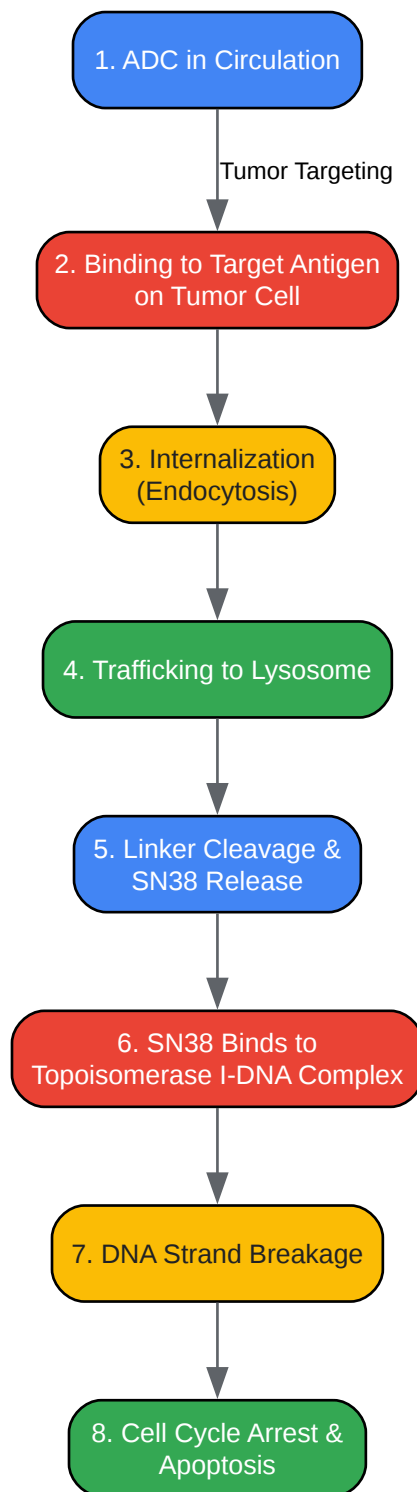 1. ADC in Circulation
Tumor Targeting
2. Binding to Target Antigen
on Tumor Cell
3. Internalization
(Endocytosis)
4. Trafficking to Lysosome
5. Linker Cleavage &
SN38 Release
6. SN38 Binds to
Topoisomerase I-DNA Complex
7. DNA Strand Breakage
8. Cell Cycle Arrest &
Apoptosis